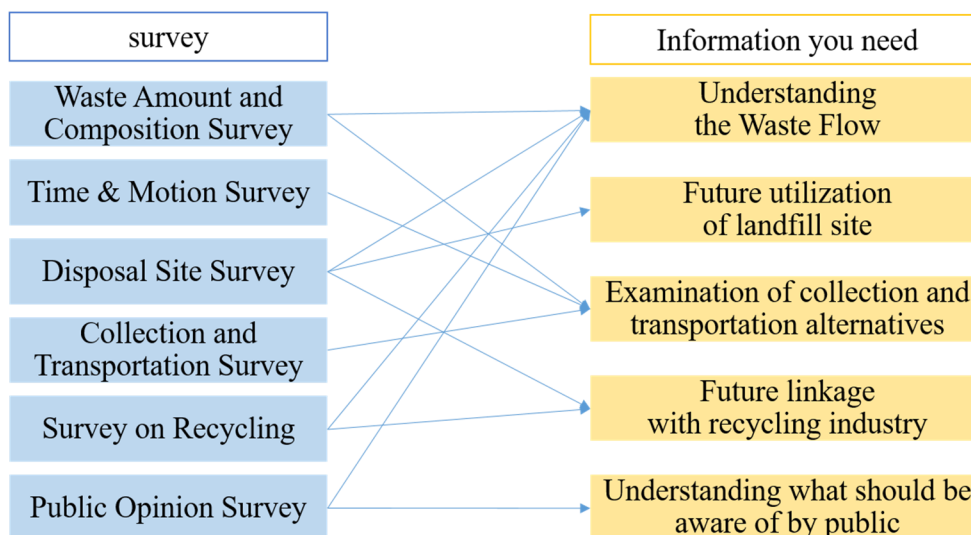 survey
Information you need
Waste Amount and
Composition Survey
Time & Motion Survey
Disposal Site Survey
Collection and
Transportation Survey
Survey on Recycling
Public Opinion Survey
Understanding
the Waste Flow
Future utilization
of landfill site
Examination of collection and
transportation alternatives
Future linkage
with recycling industry
Understanding what should be
aware of by public